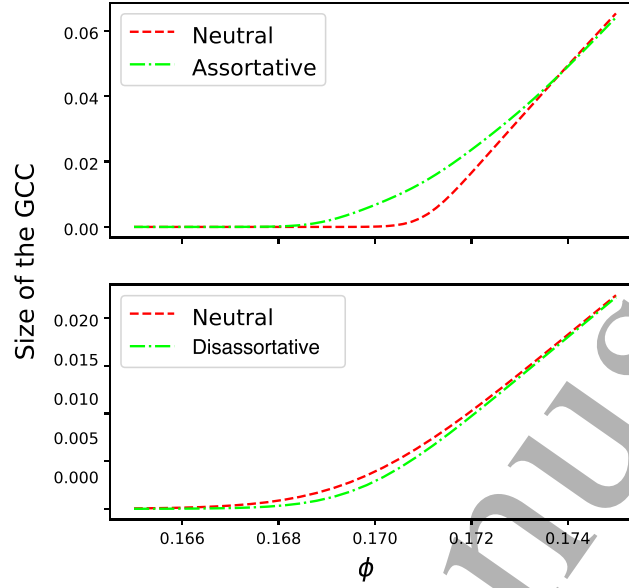 Size of the GCC
0.06
0.04
0.02
0.00
Neutral
Assortative
0.020
0.015
0.010
0.005
0.000
Neutral
Disassortative
0.166
0.168
0.170
0.172
0.174
ϕ
nus